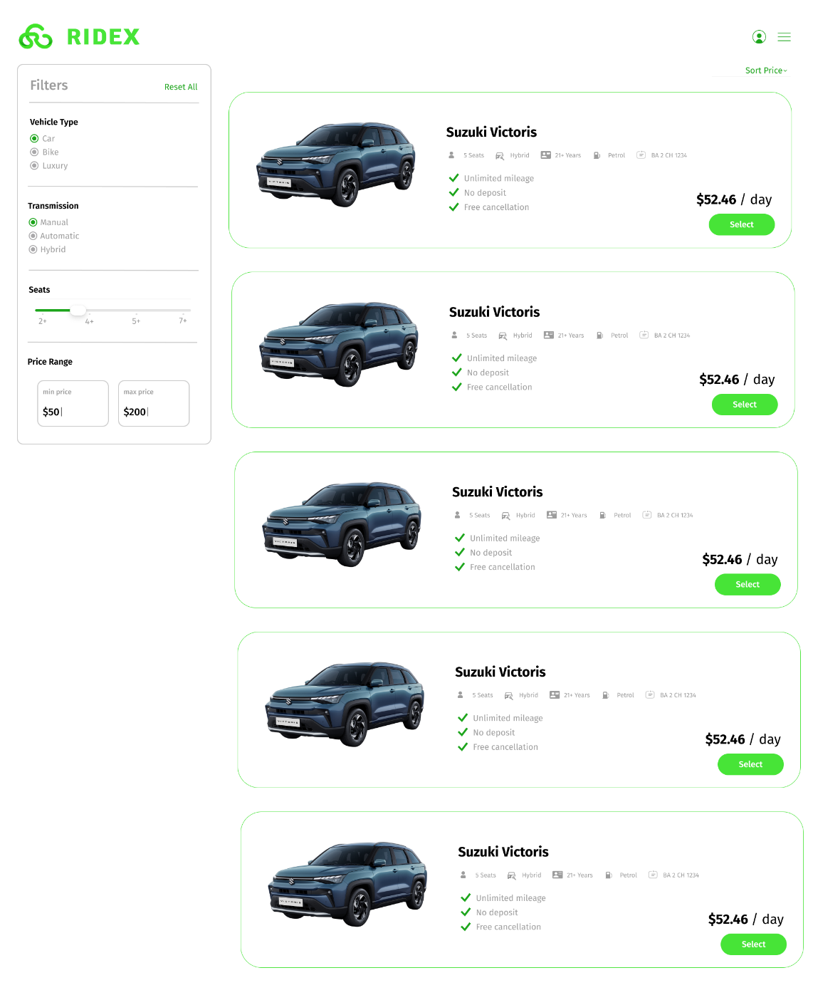 RIDEX
Sort Price
Filters
Reset All
Vehicle Type
Car
Bike
Luxury
Transmission
Manual
Automatic
Hybrid
Seats
2+ 4+ 5+ 7+
Price Range
min price max price
$50 $200
Suzuki Victoris
5 Seats Hybrid 21+ Years Petrol BA 2 CH 1234
Unlimited mileage
No deposit
Free cancellation
$52.46 / day
Select
VICTORIS
Suzuki Victoris
5 Seats Hybrid 21+ Years Petrol BA 2 CH 1234
Unlimited mileage
No deposit
Free cancellation
$52.46 / day
Select
VICTORIS
Suzuki Victoris
5 Seats Hybrid 21+ Years Petrol BA 2 CH 1234
Unlimited mileage
No deposit
Free cancellation
$52.46 / day
Select
VICTORIS
Suzuki Victoris
5 Seats Hybrid 21+ Years Petrol BA 2 CH 1234
Unlimited mileage
No deposit
Free cancellation
$52.46 / day
Select
VICTORIS
Suzuki Victoris
5 Seats Hybrid 21+ Years Petrol BA 2 CH 1234
Unlimited mileage
No deposit
Free cancellation
$52.46 / day
Select
VICTORIS